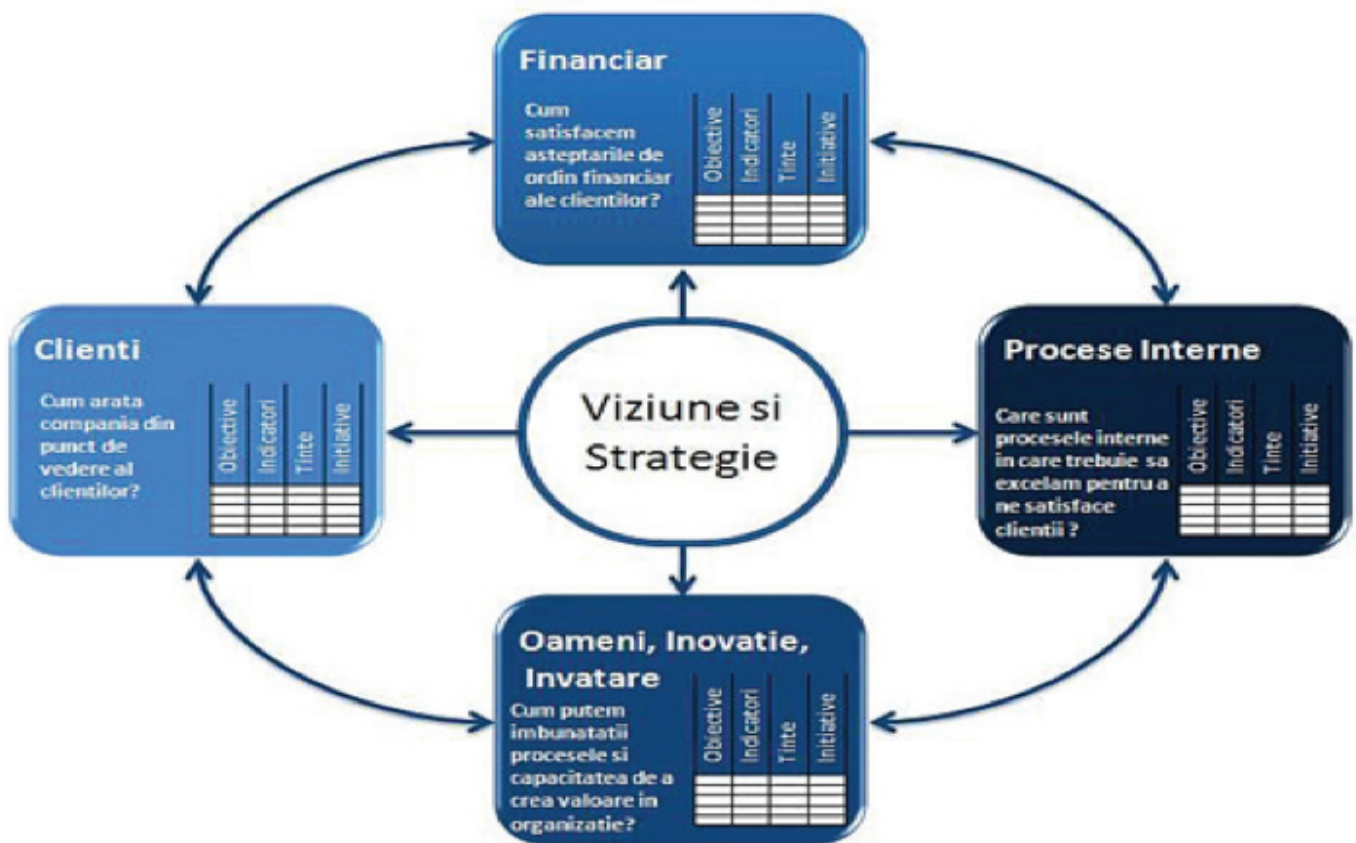 Financiar
Cum
satisfacem
asteptarile de
ordin financiar
ale clientilor?
Obiective
Indicatori
Tinte
Initiative
Clienti
Cum arata
compania din
punct de
vedere al
clientilor?
Obiective
Indicatori
Tinte
Initiative
Viziune si
Strategie
Procese Interne
Care sunt
procesele interne
in care trebuie sa
excelam pentru a
ne satisface
clientii ?
Obiective
Indicatori
Tinte
Initiative
Oameni, Inovatie,
Invatare
Cum putem
imbunatatii
procesele si
capacitatea de a
crea valoare in
organizatie?
Obiective
Indicatori
Tinte
Initiative